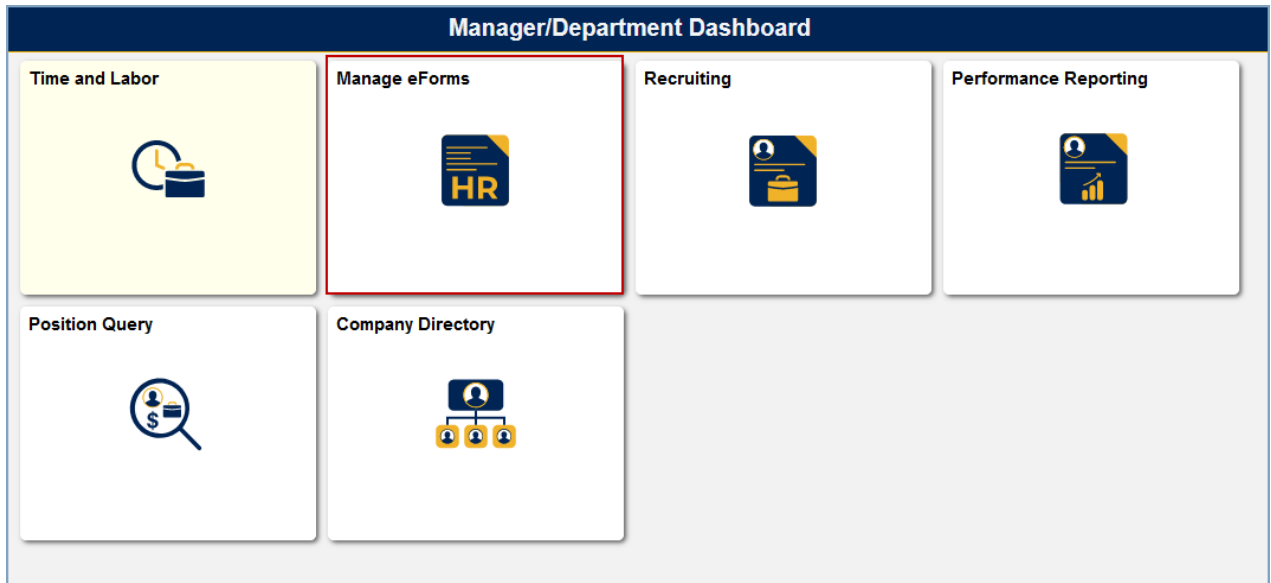 Manager/Department Dashboard
Time and Labor
Manage eForms
HR
Recruiting
Performance Reporting
Position Query
$
Company Directory